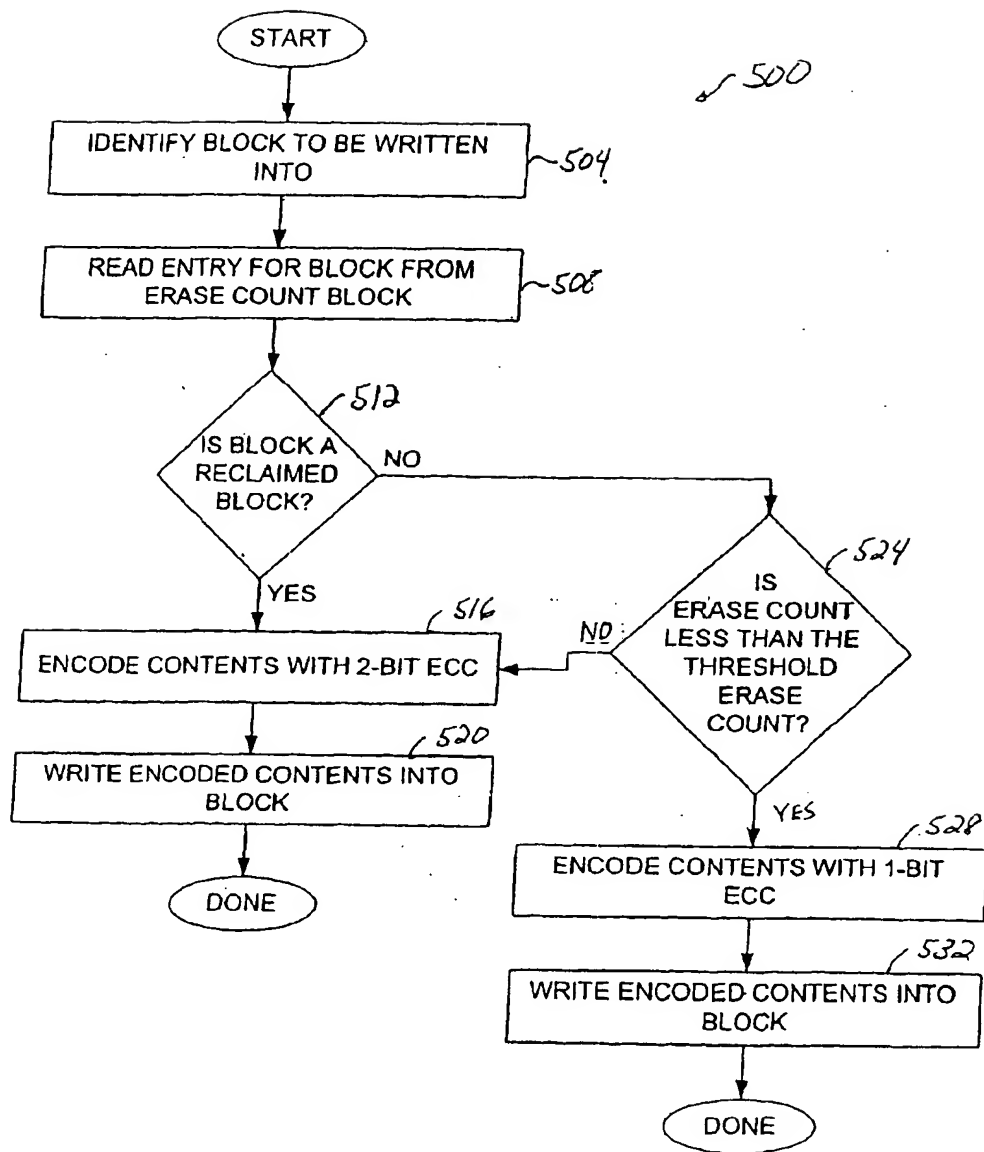 START
500
IDENTIFY BLOCK TO BE WRITTEN
INTO
504
READ ENTRY FOR BLOCK FROM
ERASE COUNT BLOCK
508
512
IS BLOCK A
RECLAIMED
BLOCK?
NO
YES
524
IS
ERASE COUNT
LESS THAN THE
THRESHOLD
ERASE
COUNT?
NO
YES
516
ENCODE CONTENTS WITH 2-BIT ECC
520
WRITE ENCODED CONTENTS INTO
BLOCK
DONE
528
ENCODE CONTENTS WITH 1-BIT
ECC
532
WRITE ENCODED CONTENTS INTO
BLOCK
DONE